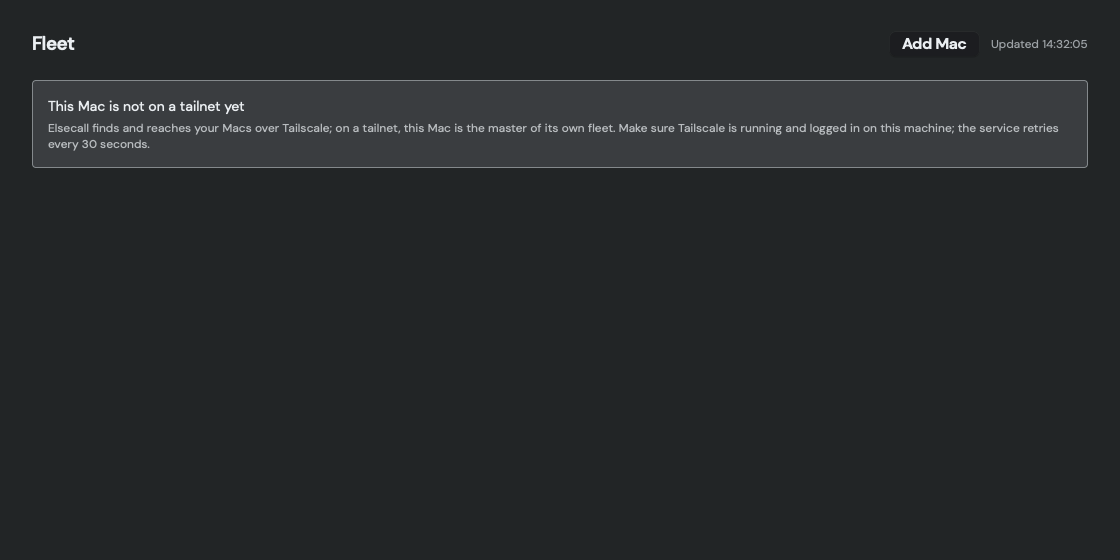 Fleet
Add Mac
Updated 14:32:05
This Mac is not on a tailnet yet
Elsecall finds and reaches your Macs over Tailscale; on a tailnet, this Mac is the master of its own fleet. Make sure Tailscale is running and logged in on this machine; the service retries
every 30 seconds.